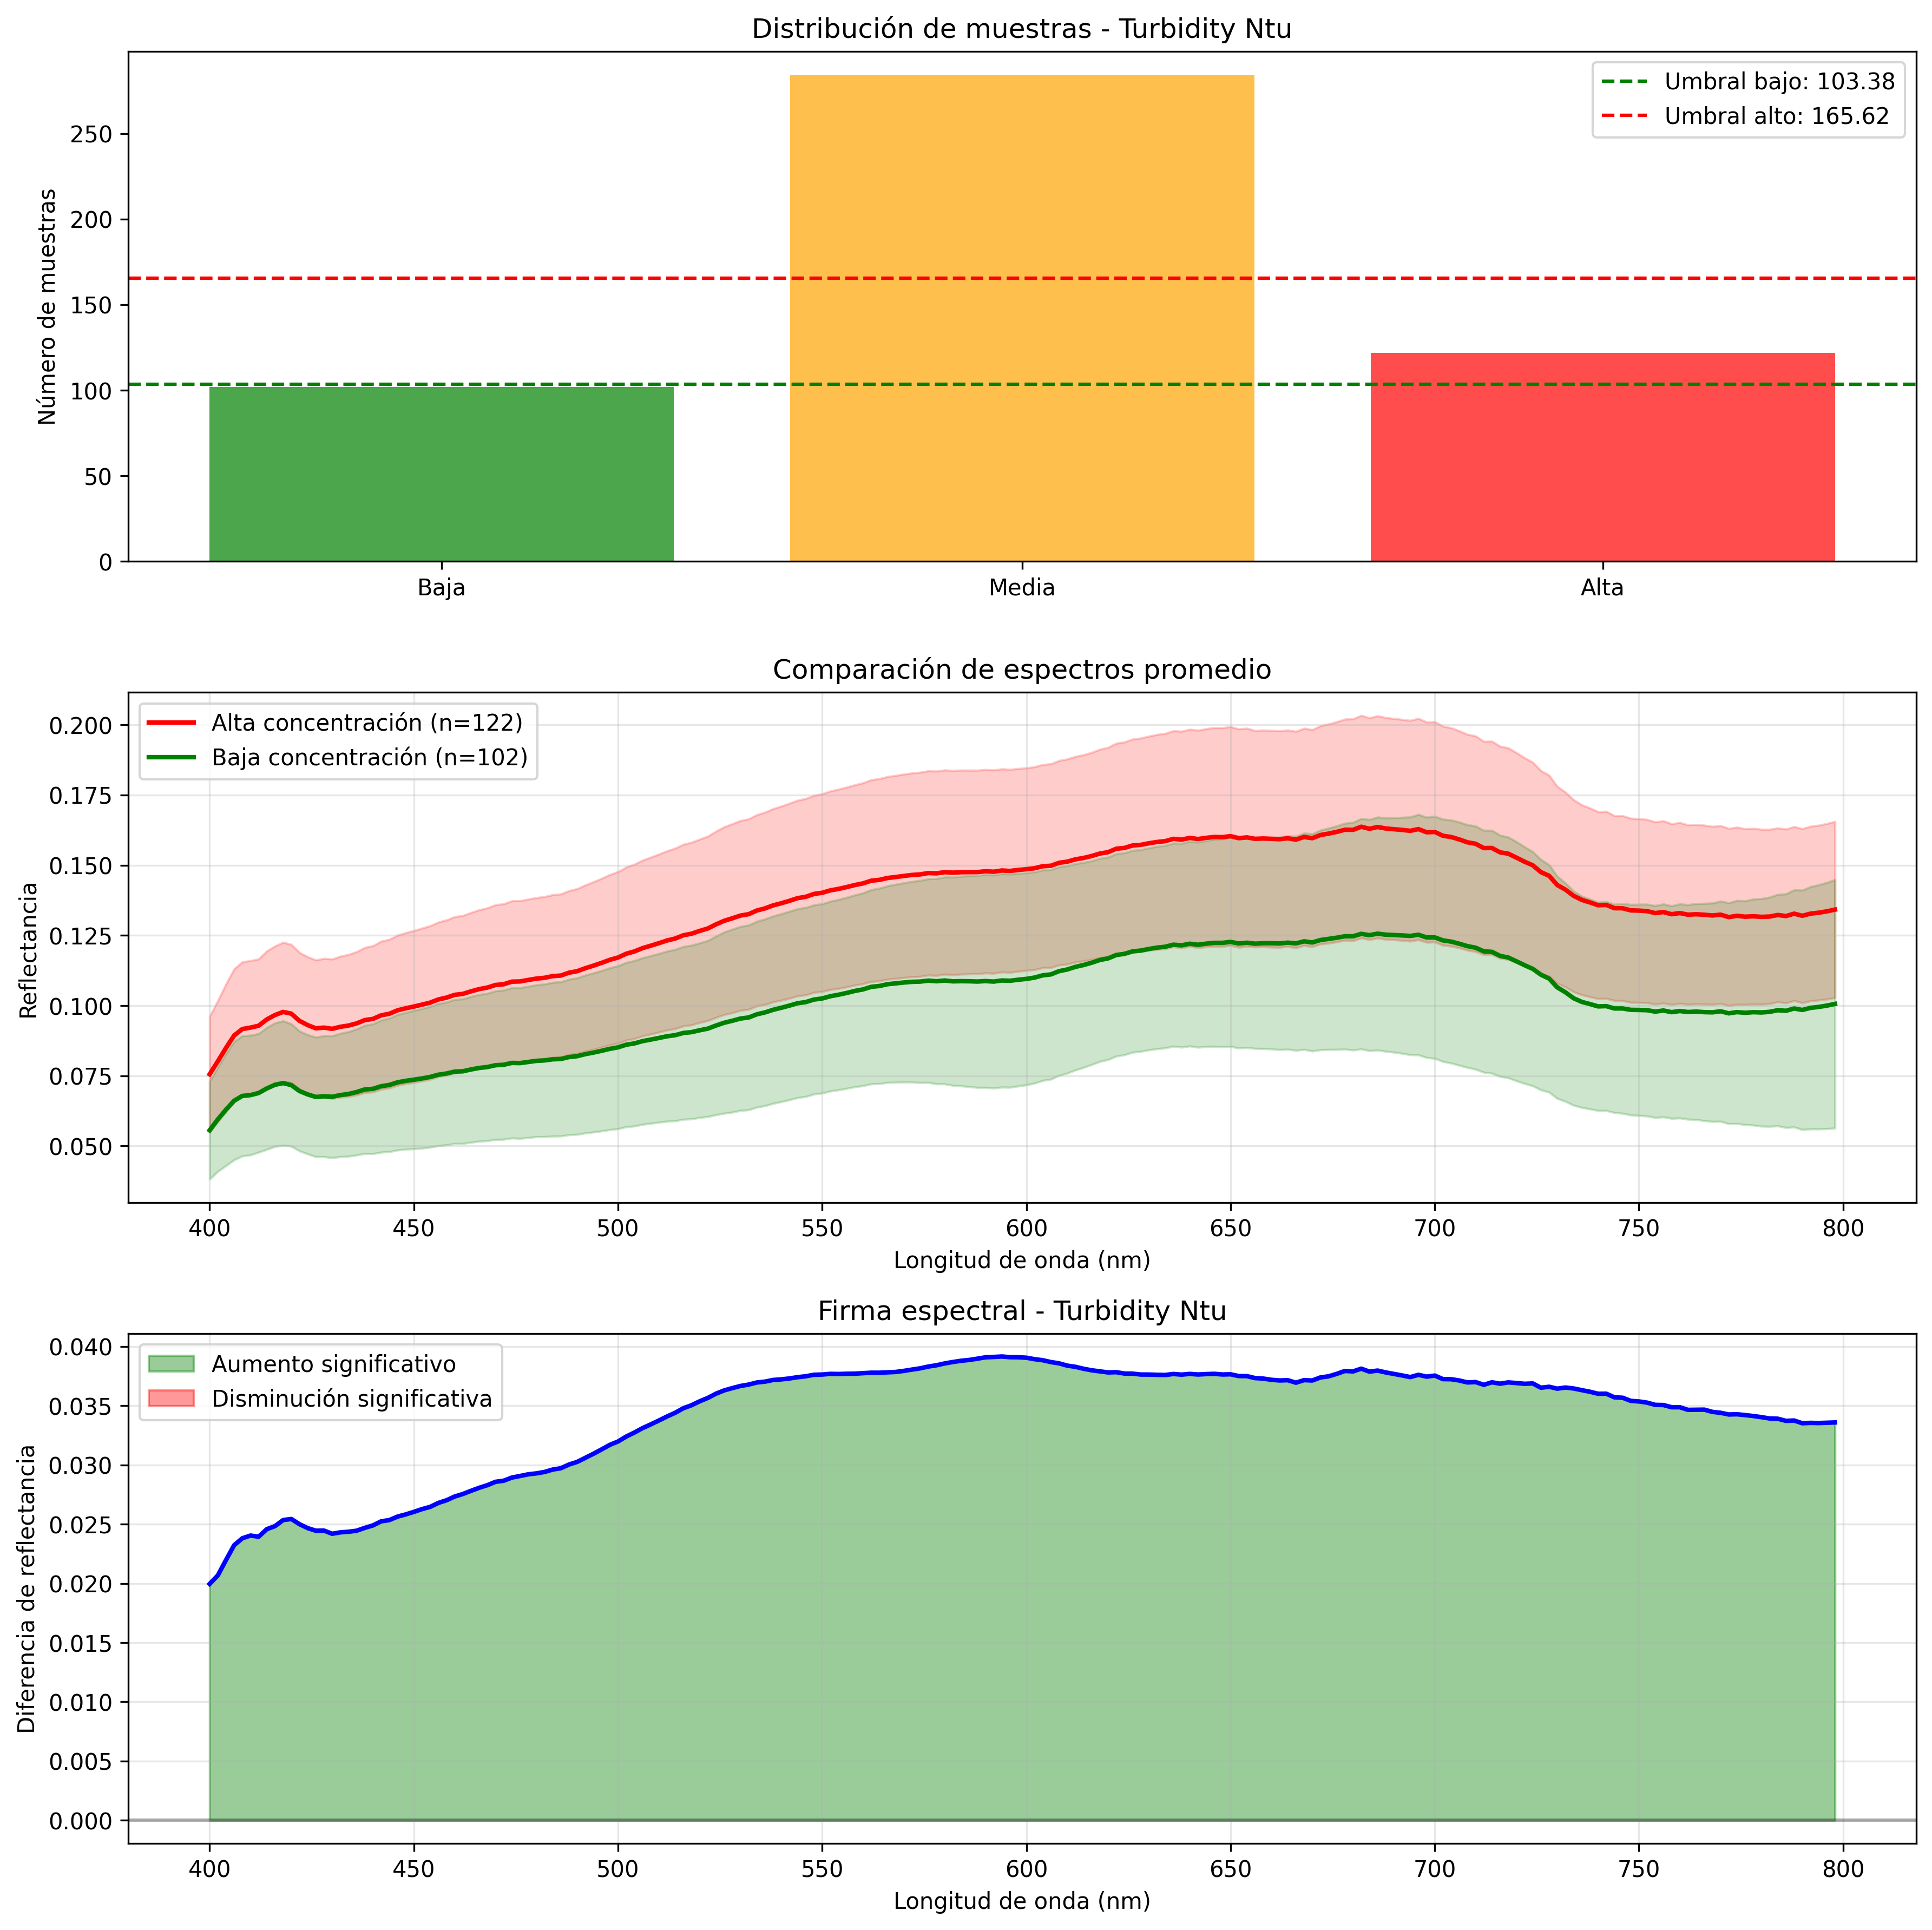 Distribución de muestras - Turbidity Ntu
Número de muestras
250
200
150
100
50
0
Umbral bajo: 103.38
Umbral alto: 165.62
Baja
Media
Alta
Comparación de espectros promedio
Reflectancia
0.200
0.175
0.150
0.125
0.100
0.075
0.050
Alta concentración (n=122)
Baja concentración (n=102)
400 450 500 550 600 650 700 750 800
Longitud de onda (nm)
Firma espectral - Turbidity Ntu
Diferencia de reflectancia
0.040
0.035
0.030
0.025
0.020
0.015
0.010
0.005
0.000
Aumento significativo
Disminución significativa
400 450 500 550 600 650 700 750 800
Longitud de onda (nm)